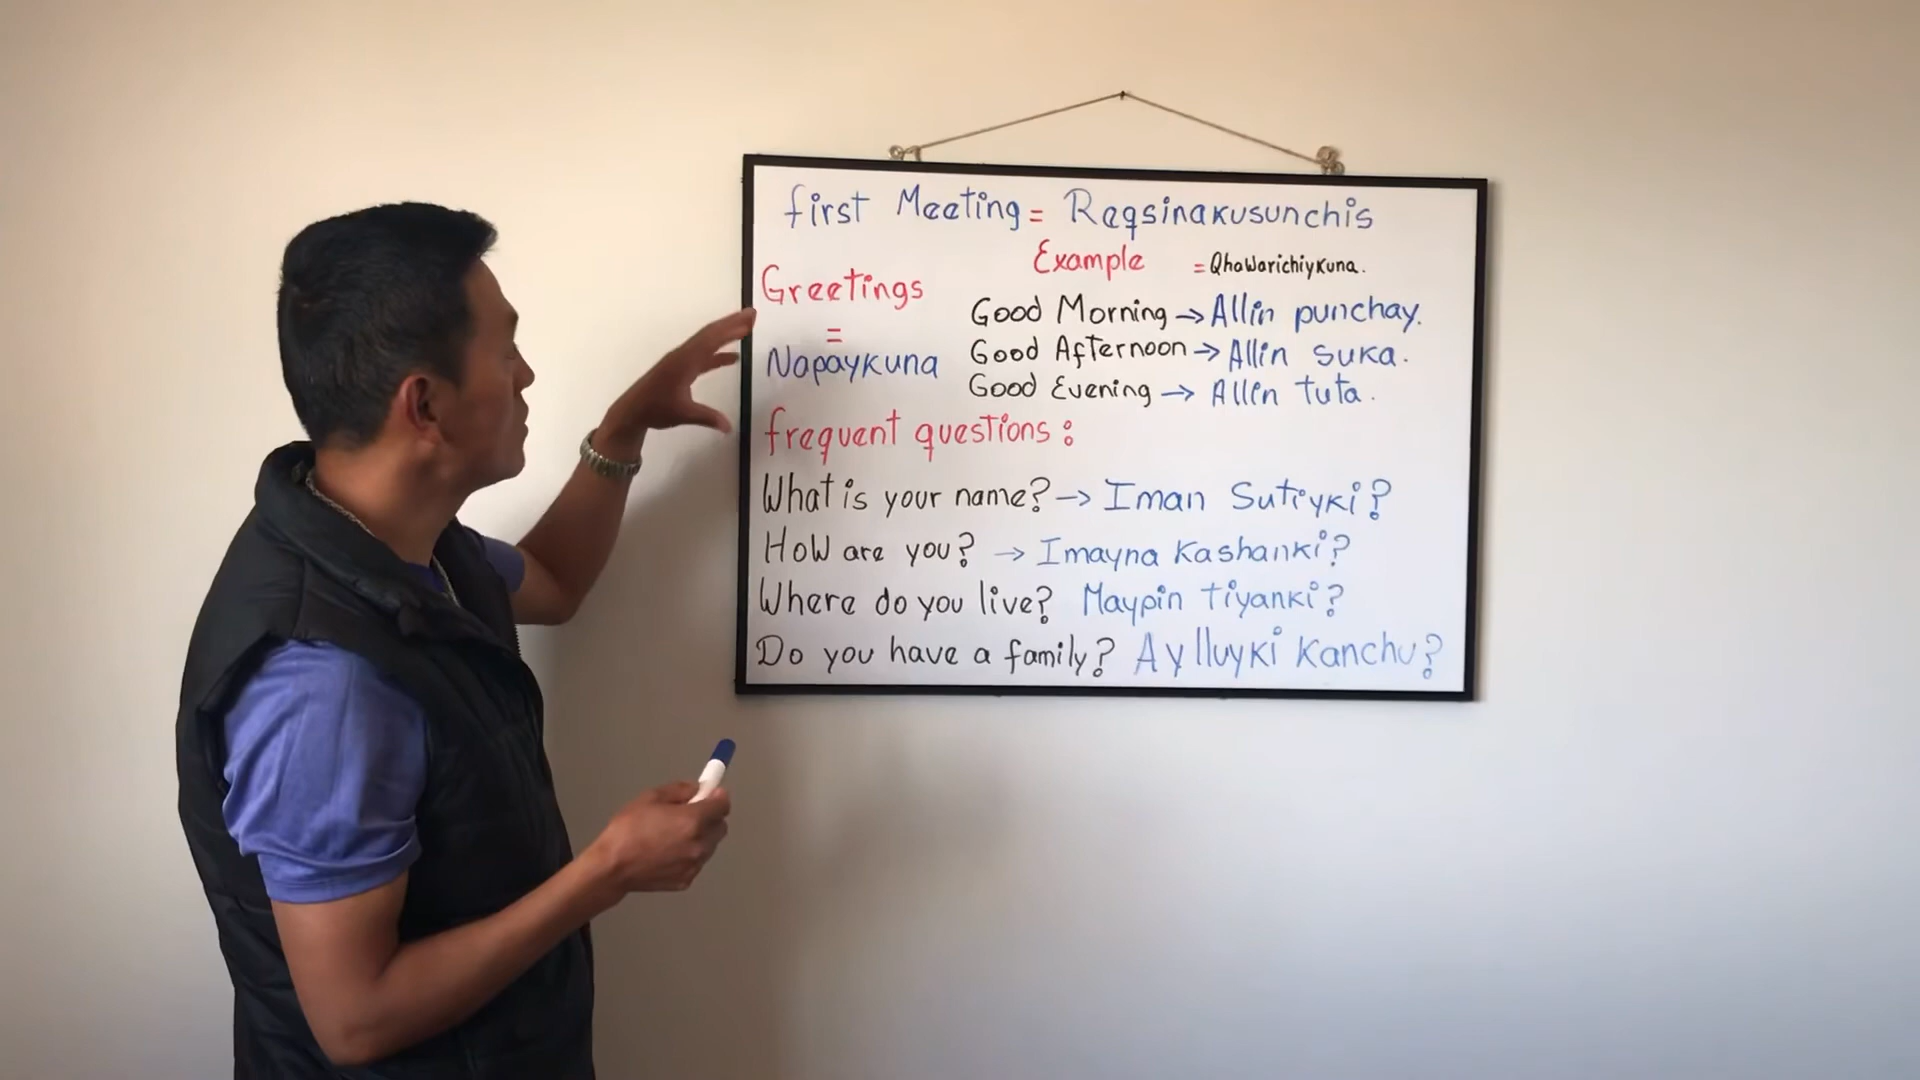 first Meeting = Reqsinakusunchis
Example = Qhawarichiykuna.
Greetings
=
Napaykuna
Good Morning → Allin punchay.
Good Afternoon → Allin suka.
Good Evening → Allin tuta.
frequent questions:
What is your name? → Iman Sutiyki?
How are you? → Imayna Kashanki?
Where do you live? Maypin tiyanki?
Do you have a family? Aylluyki Kanchu?